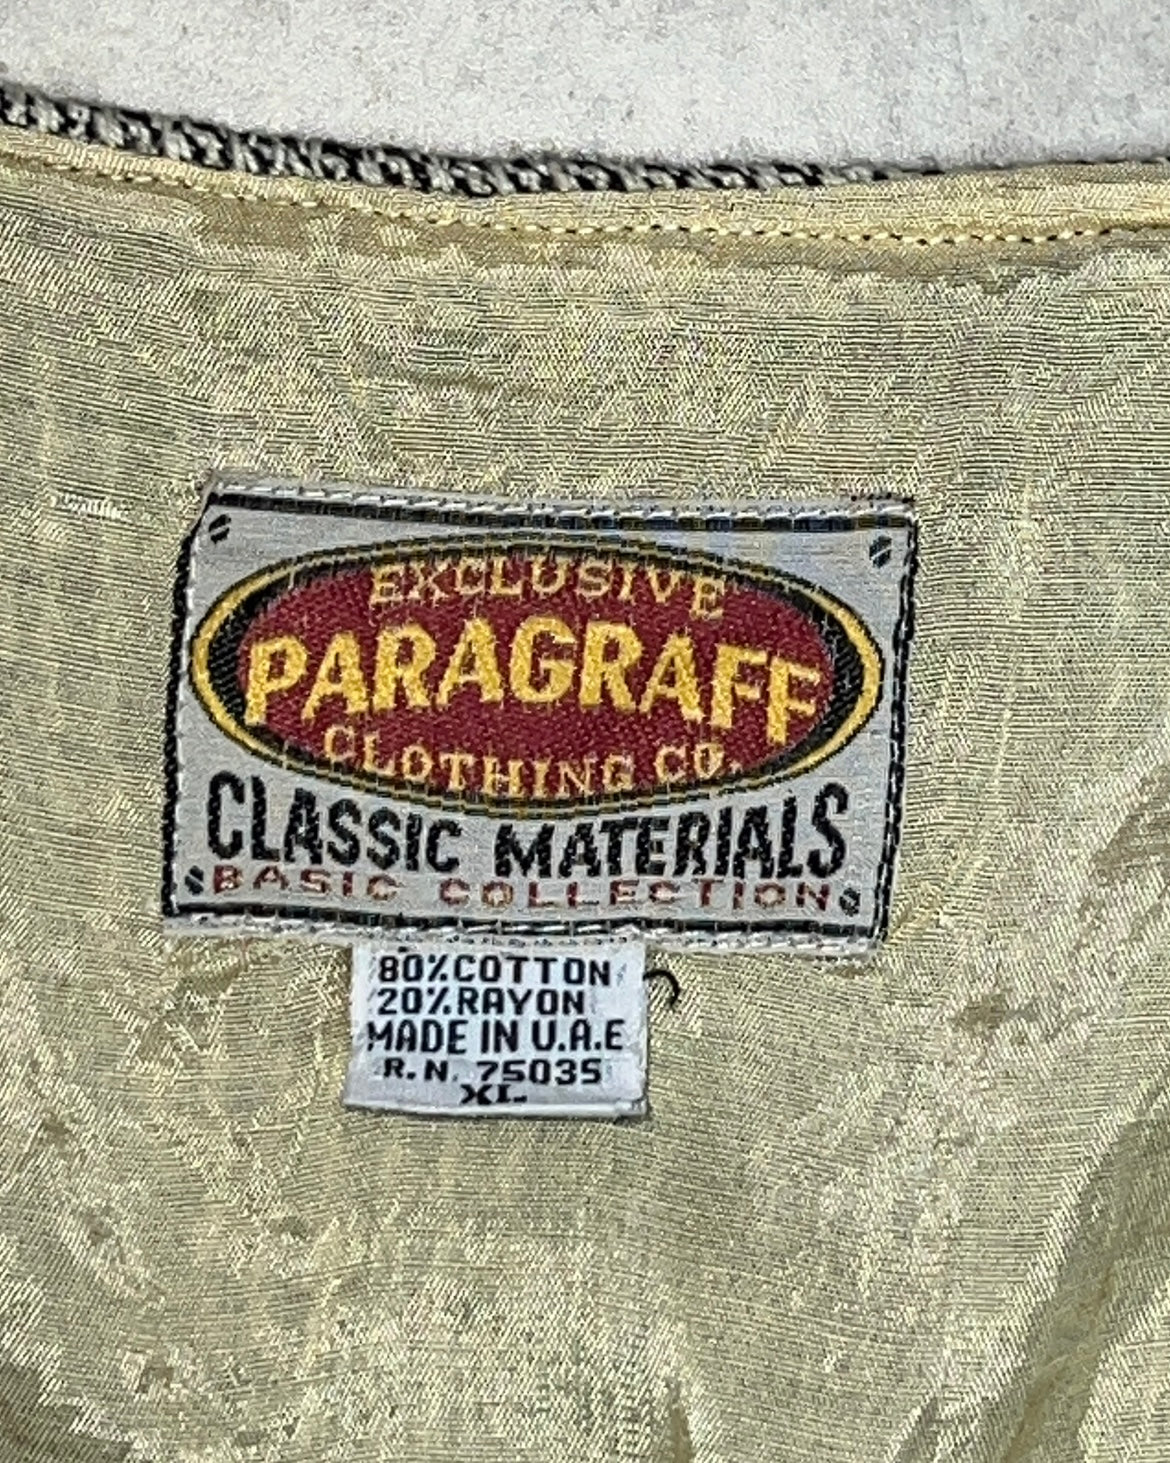 EXCLUSIVE
PARAGRAFF
CLOTHING CO.
CLASSIC MATERIALS
BASIC COLLECTION
80% COTTON
20% RAYON
MADE IN U.A.E
R.N. 75035
XL